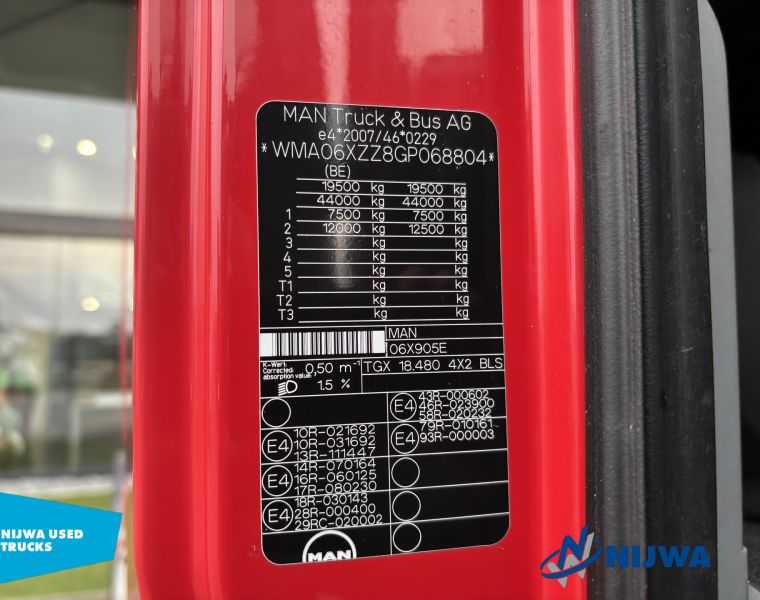 MAN Truck & Bus AG
e4*2007/46*0229
*WMA06XZZ8GP068804*
(BE)
19500 kg 19500 kg
44000 kg 44000 kg
1 7500 kg 7500 kg
2 12000 kg 12500 kg
3 kg kg
4 kg kg
5 kg kg
T1 kg kg
T2 kg kg
T3 kg kg
MAN
06X905E
K-Wert:
Corrected absorption value: 0,50 m⁻¹
1.5 %
TGX 18.480 4X2 BLS
E4 43R-000602
46R-023900
58R-020232
E4 10R-021692
10R-031692
13R-111447
E4 79R-010161
93R-000003
14R-070164
E4 16R-060125
17R-080230
18R-030143
E4 28R-000400
29RC-020002
MAN
NIJWA USED
TRUCKS
NIJWA